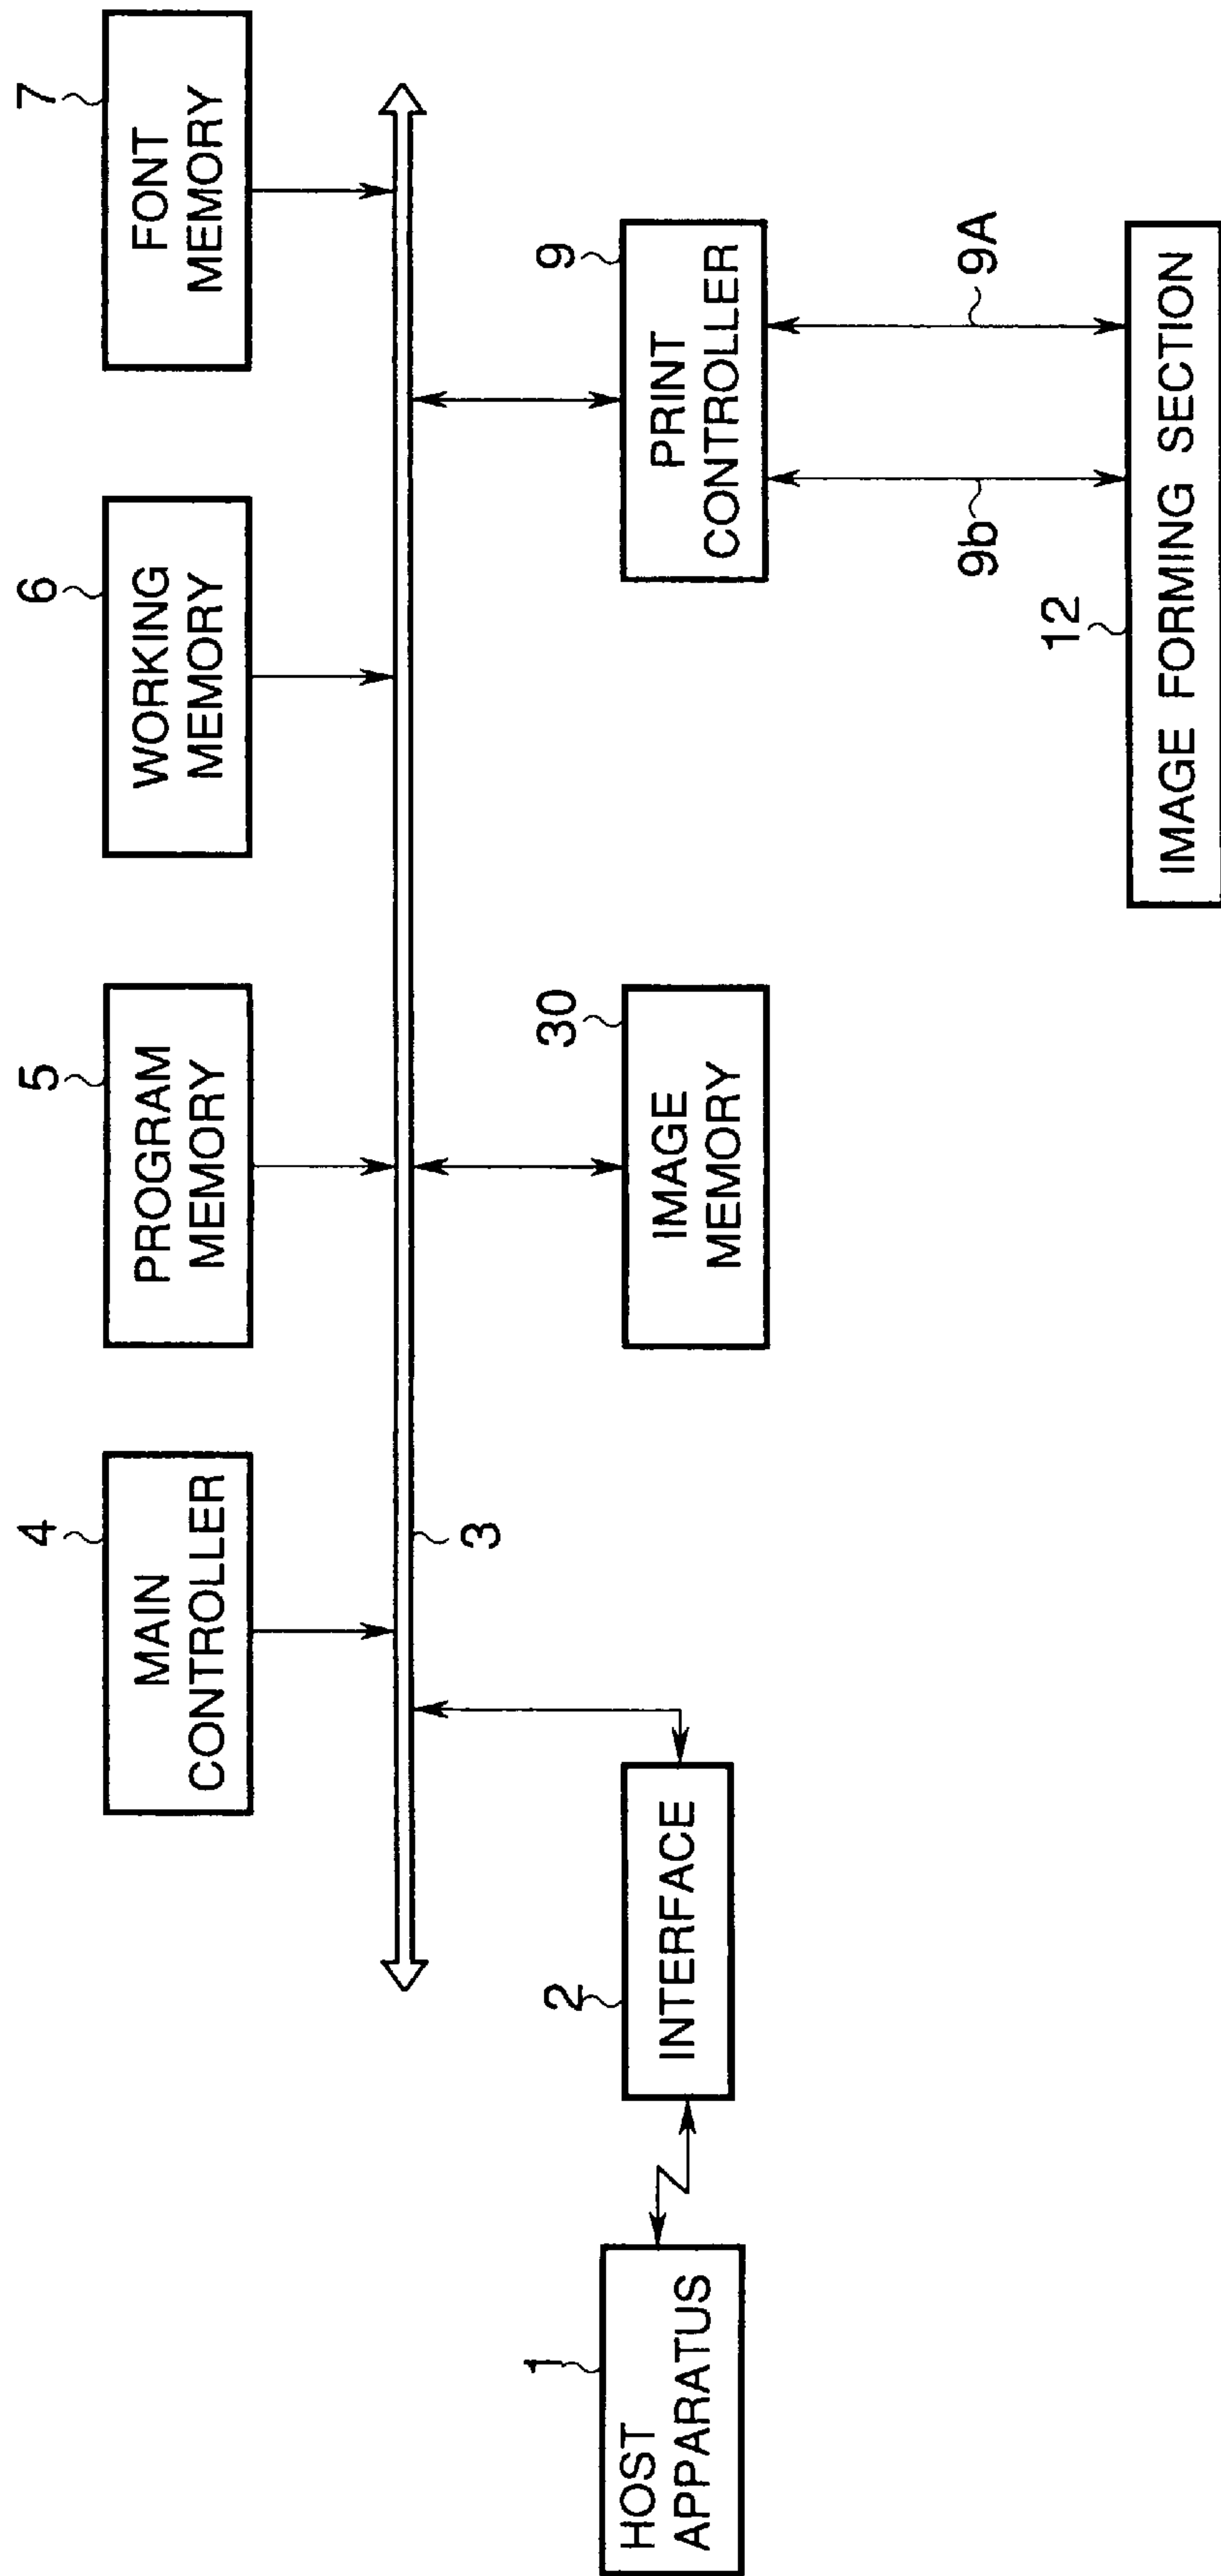 4
MAIN
CONTROLLER
5
PROGRAM
MEMORY
6
WORKING
MEMORY
7
FONT
MEMORY
3
1
HOST
APPARATUS
2
INTERFACE
30
IMAGE
MEMORY
9
PRINT
CONTROLLER
9b
9A
12
IMAGE FORMING SECTION